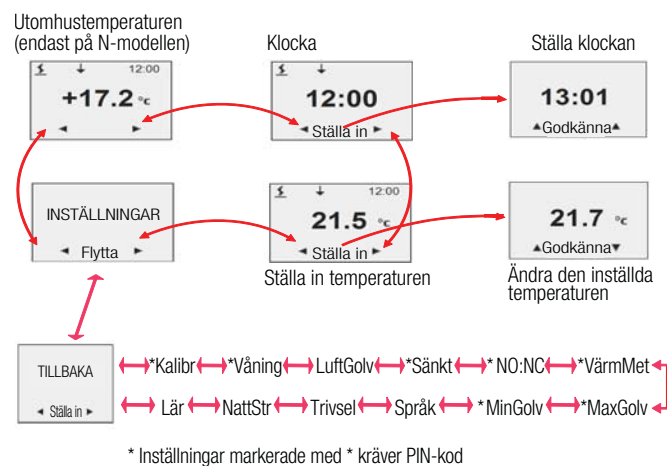 Utomhustemperaturen
(endast på N-modellen)
Klocka
Ställa klockan
12:00
+17.2 °c
12:00
◄ Ställa in ►
13:01
▲Godkänna▲
INSTÄLLNINGAR
◄ Flytta ►
12:00
21.5 °c
◄ Ställa in ►
21.7 °c
▲Godkänna▼
Ställa in temperaturen
Ändra den inställda
temperaturen
TILLBAKA
◄ Ställa in ►
*Kalibr *Våning LuftGolv *Sänkt * NO:NC *VärmMet
Lär NattStr Trivsel Språk * MinGolv *MaxGolv
* Inställningar markerade med * kräver PIN-kod